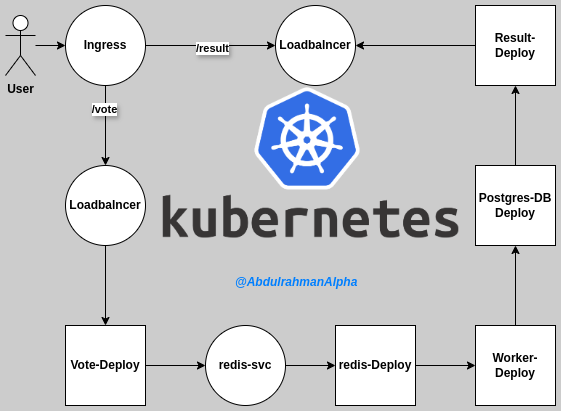 Ingress
/result
Loadbalncer
Result-
Deploy
User
/vote
Loadbalncer
kubernetes
Postgres-DB
Deploy
@AbdulrahmanAlpha
Vote-Deploy
redis-svc
redis-Deploy
Worker-
Deploy